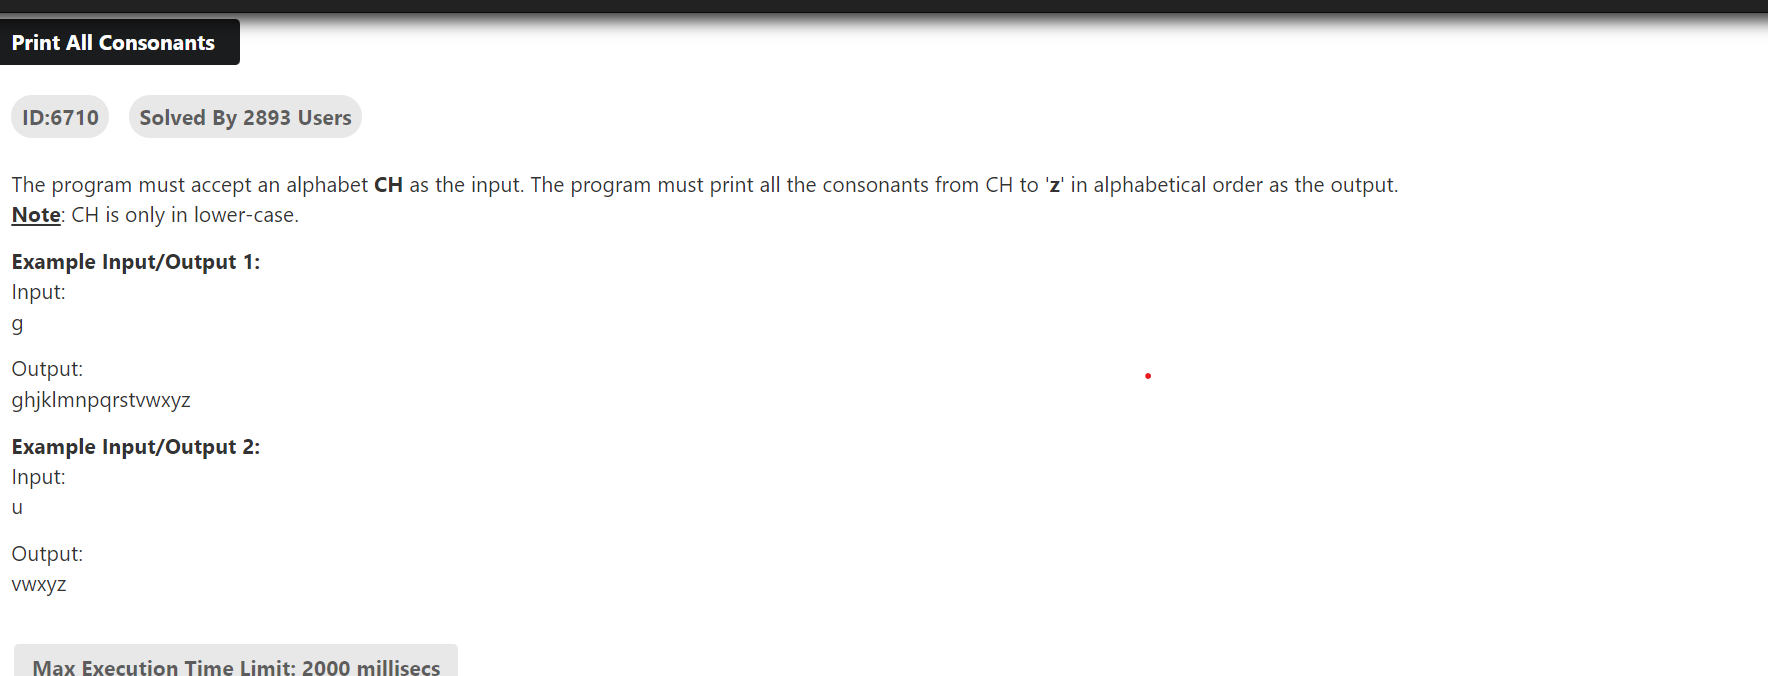 Print All Consonants
ID:6710 Solved By 2893 Users
The program must accept an alphabet CH as the input. The program must print all the consonants from CH to 'z' in alphabetical order as the output.
Note: CH is only in lower-case.
Example Input/Output 1:
Input:
g
Output:
ghjklmnpqrstvwxyz
Example Input/Output 2:
Input:
u
Output:
vwxyz
Max Execution Time Limit: 2000 millisecs